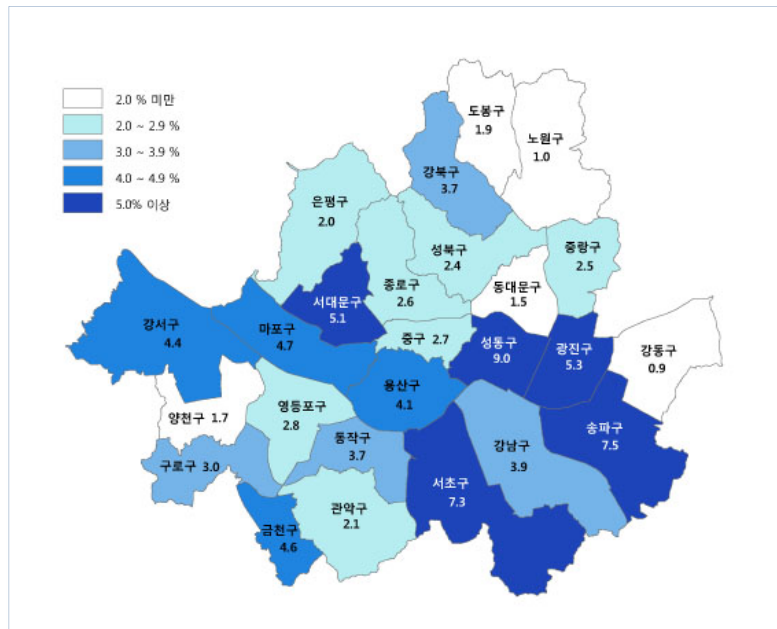 2.0 % 미만
2.0 ~ 2.9 %
3.0 ~ 3.9 %
4.0 ~ 4.9 %
5.0% 이상
도봉구
1.9
노원구
1.0
강북구
3.7
은평구
2.0
성북구
2.4
중랑구
2.5
종로구
2.6
동대문구
1.5
서대문구
5.1
강서구
4.4
마포구
4.7
중구 2.7
성동구
9.0
광진구
5.3
강동구
0.9
용산구
4.1
양천구 1.7
영등포구
2.8
동작구
3.7
강남구
3.9
송파구
7.5
구로구 3.0
서초구
7.3
관악구
2.1
금천구
4.6